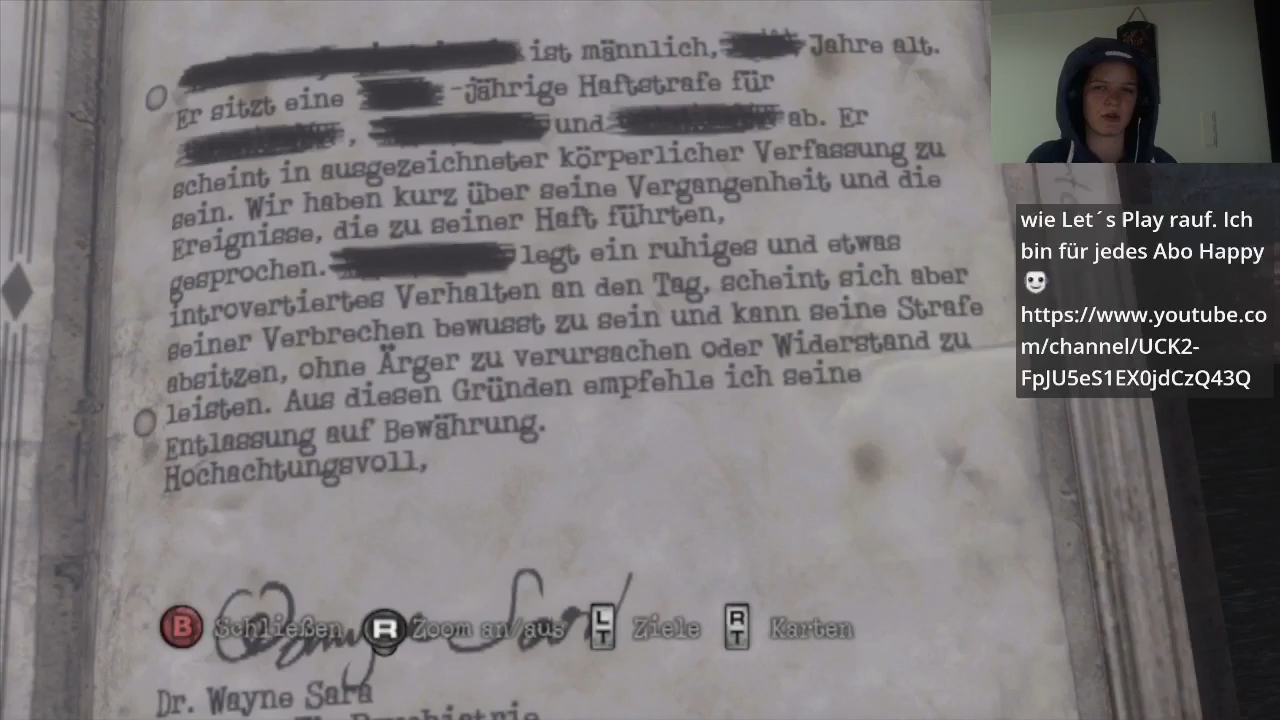 ist männlich, Jahre alt.
Er sitzt eine -jährige Haftstrafe für
, und ab. Er
scheint in ausgezeichneter körperlicher Verfassung zu
sein. Wir haben kurz über seine Vergangenheit und die
Ereignisse, die zu seiner Haft führten,
gesprochen. legt ein ruhiges und etwas
introvertiertes Verhalten an den Tag, scheint sich aber
seiner Verbrechen bewusst zu sein und kann seine Strafe
absitzen, ohne Ärger zu verursachen oder Widerstand zu
leisten. Aus diesen Gründen empfehle ich seine
Entlassung auf Bewährung.
Hochachtungsvoll,
B Schließen R Zoom an/aus LT Ziele RT Karten
Dr. Wayne Sara
Psychiatrie
wie Let´s Play rauf. Ich
bin für jedes Abo Happy
https://www.youtube.co
m/channel/UCK2-
FpJU5eS1EX0jdCzQ43Q